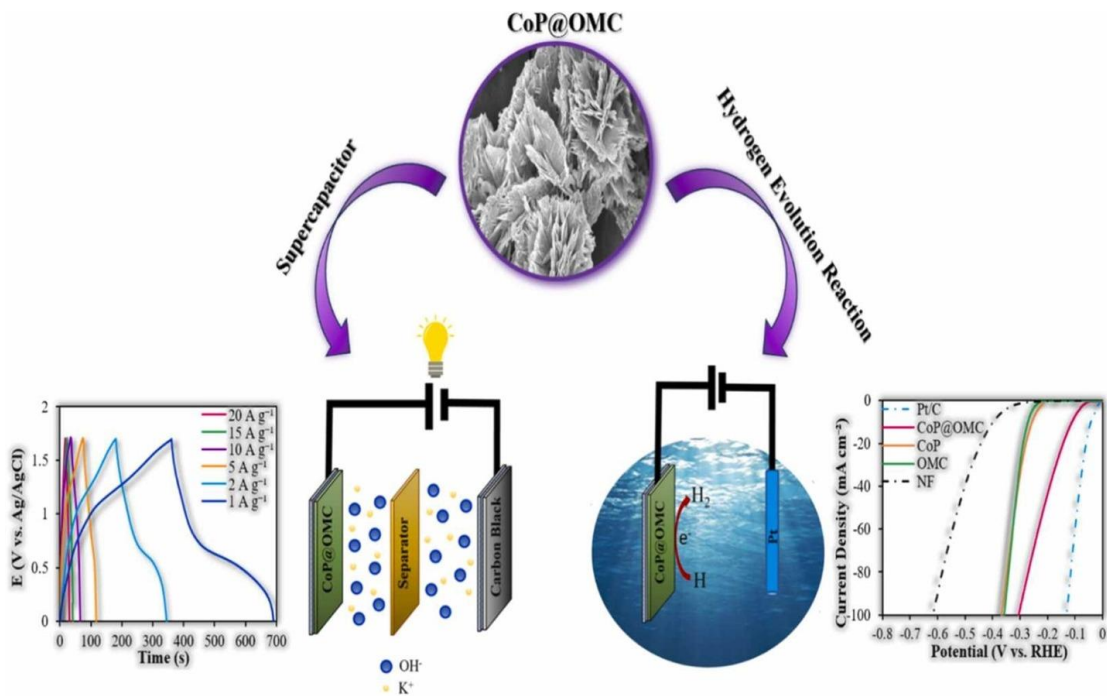 CoP@OMC
Supercapacitor
Hydrogen Evolution Reaction
E (V vs. Ag/AgCl)
2
1.5
1
0.5
0
20 A g⁻¹
15 A g⁻¹
10 A g⁻¹
5 A g⁻¹
2 A g⁻¹
1 A g⁻¹
0 100 200 300 400 500 600 700
Time (s)
CoP@OMC
Separator
Carbon Black
OH⁻
K⁺
CoP@OMC
H₂
e⁻
H
Pt
Current Density (mA cm⁻²)
0
-20
-40
-60
-80
-100
Pt/C
CoP@OMC
CoP
OMC
NF
-0.8 -0.7 -0.6 -0.5 -0.4 -0.3 -0.2 -0.1 0
Potential (V vs. RHE)